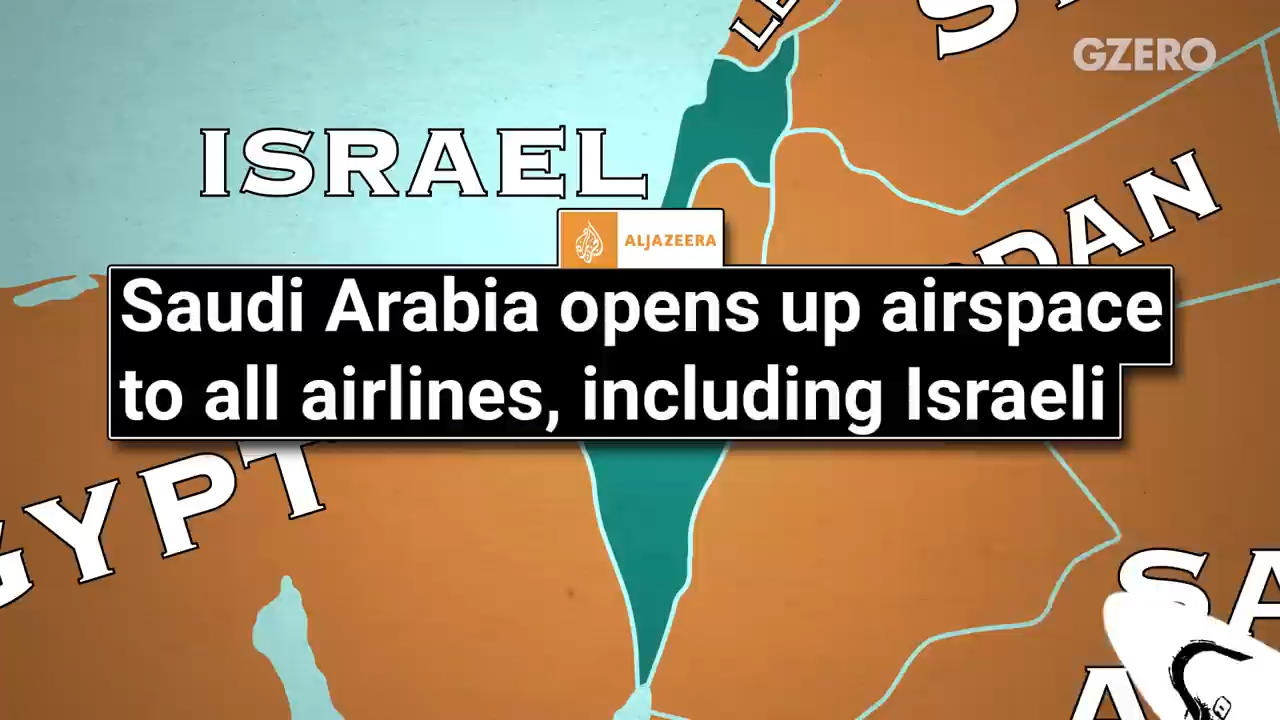 GZERO
ISRAEL
ALJAZEERA
Saudi Arabia opens up airspace
to all airlines, including Israeli